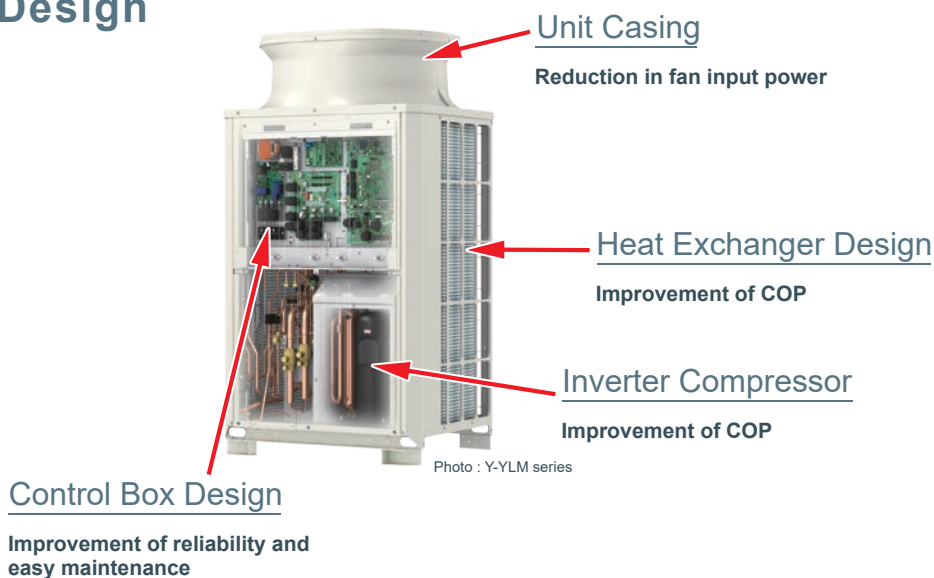 Design
Unit Casing
Reduction in fan input power
Heat Exchanger Design
Improvement of COP
Inverter Compressor
Improvement of COP
Photo : Y-YLM series
Control Box Design
Improvement of reliability and
easy maintenance